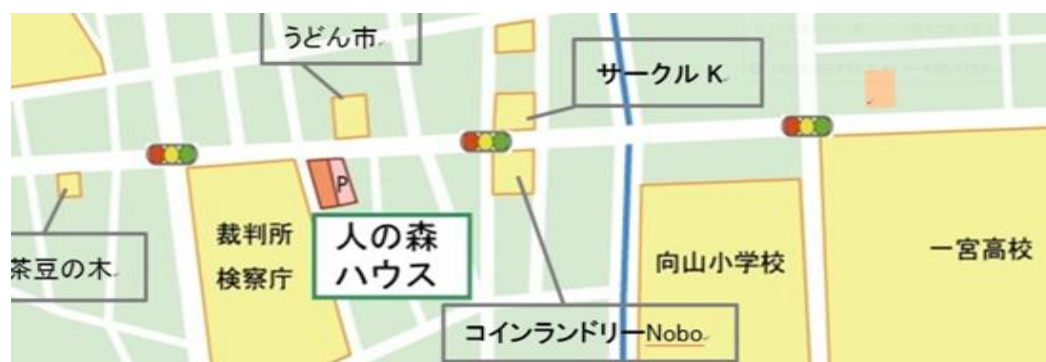 うどん市
サークル K
P
人の森
ハウス
裁判所
検察庁
茶豆の木
向山小学校
一宮高校
コインランドリーNobo